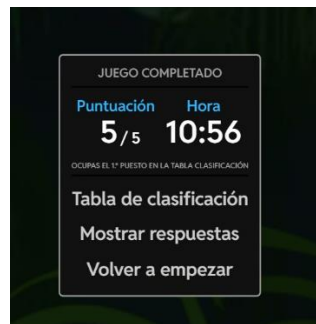 JUEGO COMPLETADO
Puntuación Hora
5/5 10:56
OCUPAS EL 1.º PUESTO EN LA TABLA CLASIFICACIÓN
Tabla de clasificación
Mostrar respuestas
Volver a empezar